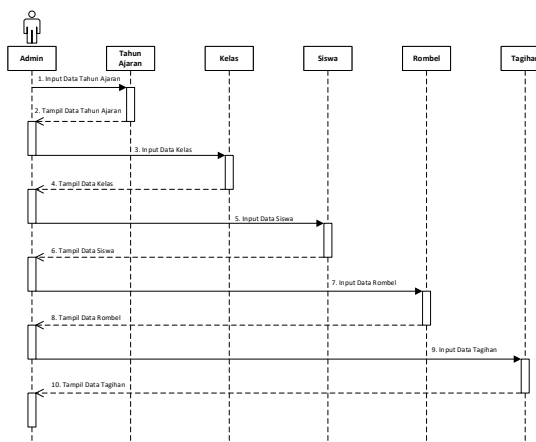 Admin
Tahun
Ajaran
Kelas
Siswa
Rombel
Tagihan
1. Input Data Tahun Ajaran
2. Tampil Data Tahun Ajaran
3. Input Data Kelas
4. Tampil Data Kelas
5. Input Data Siswa
6. Tampil Data Siswa
7. Input Data Rombel
8. Tampil Data Rombel
9. Input Data Tagihan
10. Tampil Data Tagihan